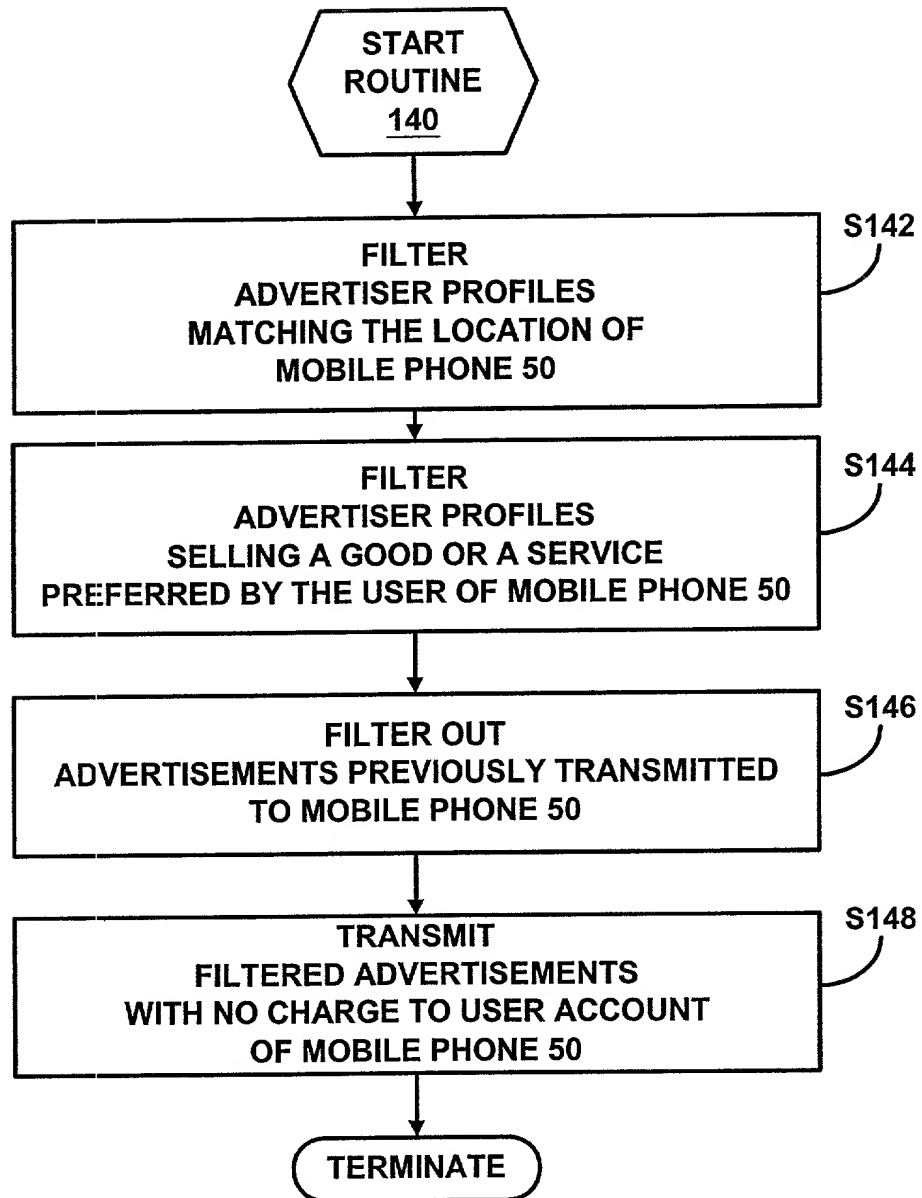 START
ROUTINE
140
S142
FILTER
ADVERTISER PROFILES
MATCHING THE LOCATION OF
MOBILE PHONE 50
S144
FILTER
ADVERTISER PROFILES
SELLING A GOOD OR A SERVICE
PREFERRED BY THE USER OF MOBILE PHONE 50
S146
FILTER OUT
ADVERTISEMENTS PREVIOUSLY TRANSMITTED
TO MOBILE PHONE 50
S148
TRANSMIT
FILTERED ADVERTISEMENTS
WITH NO CHARGE TO USER ACCOUNT
OF MOBILE PHONE 50
TERMINATE